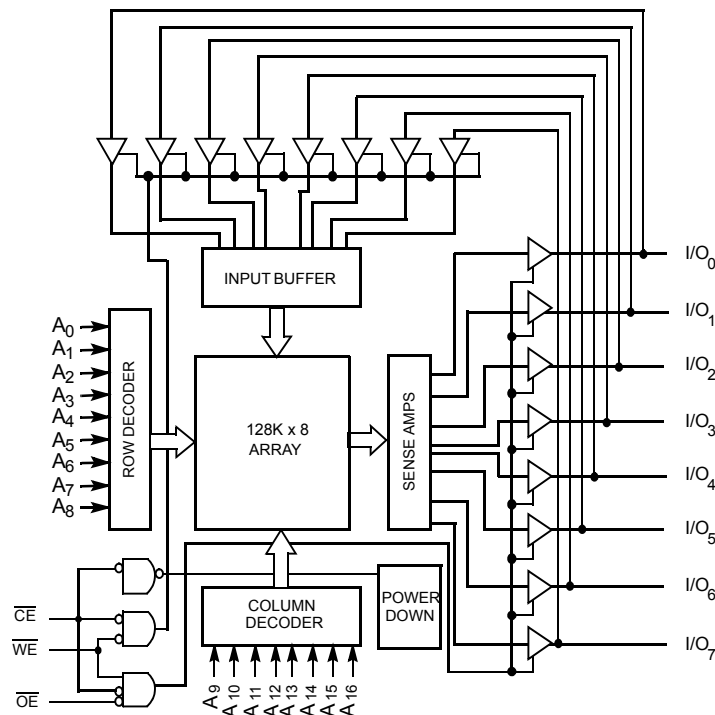 I/O0
INPUT BUFFER
I/O1
A0
A1
I/O2
A2
A3
I/O3
A4
ROW DECODER
128K x 8
ARRAY
SENSE AMPS
A5
A6
I/O4
A7
A8
I/O5
CE
COLUMN
DECODER
POWER
DOWN
I/O6
WE
I/O7
OE
A9
A10
A11
A12
A13
A14
A15
A16